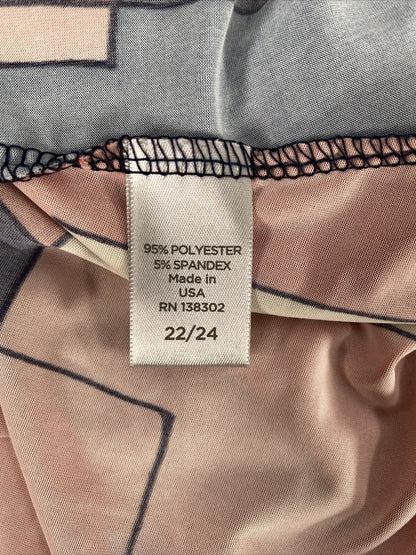 95% POLYESTER
5% SPANDEX
Made in
USA
RN 138302
22/24